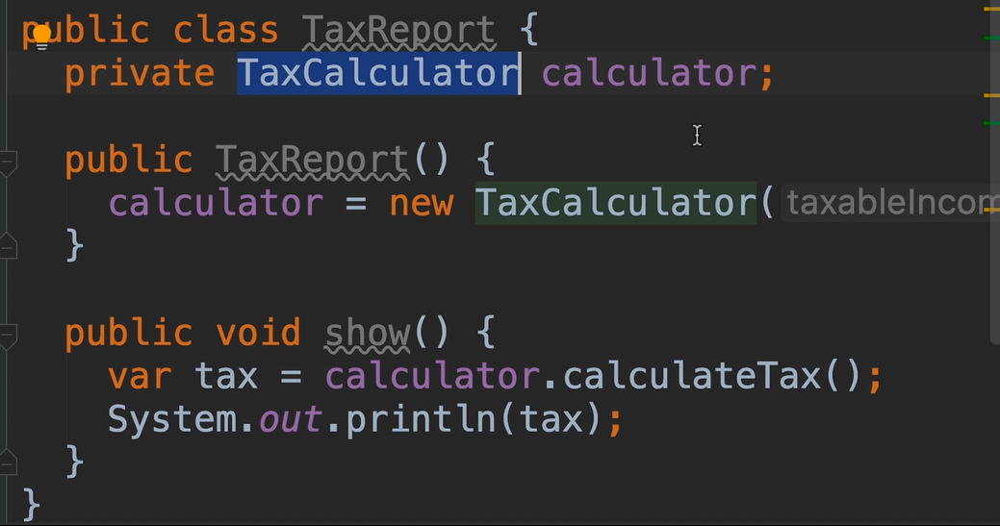 public class TaxReport {
private TaxCalculator calculator;
public TaxReport() {
calculator = new TaxCalculator(
}
public void show() {
var tax = calculator.calculateTax();
System.out.println(tax);
}
}